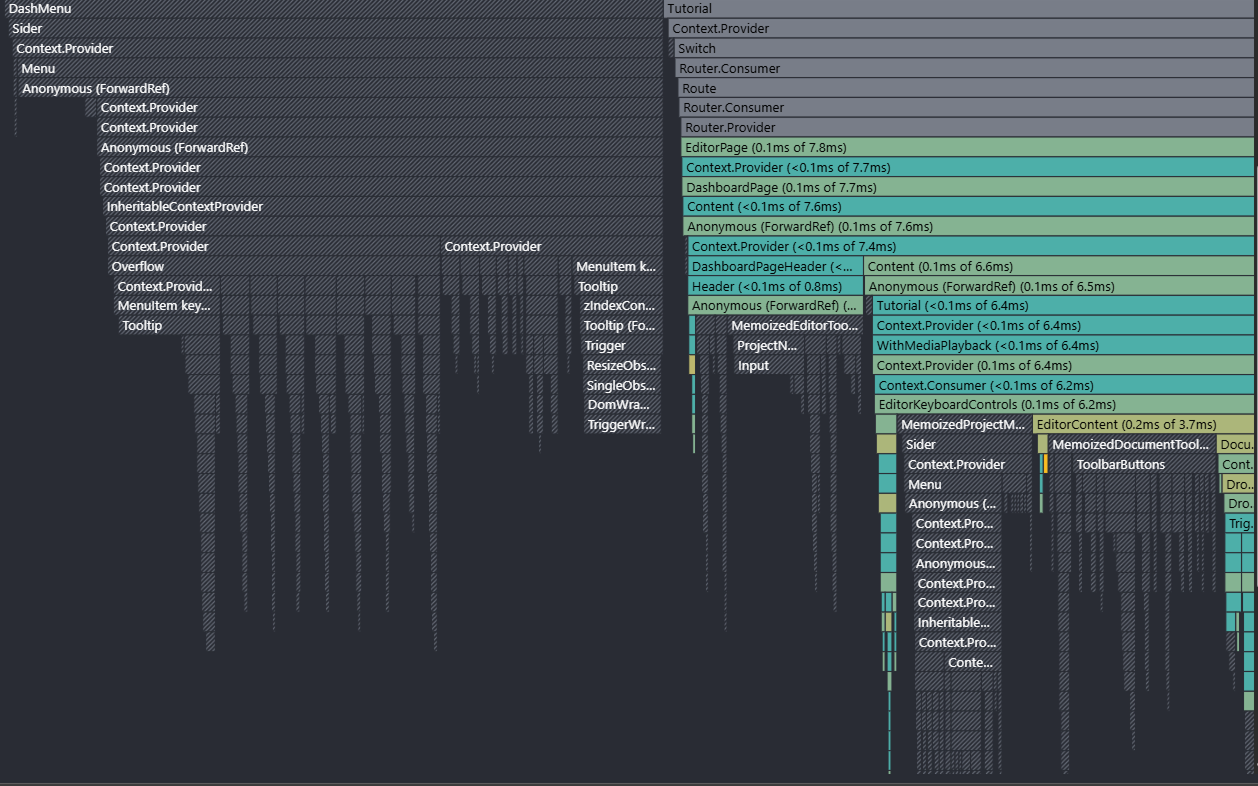 DashMenu
Tutorial
Sider
Context.Provider
Context.Provider
Switch
Menu
Router.Consumer
Anonymous (ForwardRef)
Route
Context.Provider
Router.Consumer
Context.Provider
Router.Provider
Anonymous (ForwardRef)
EditorPage (0.1ms of 7.8ms)
Context.Provider
Context.Provider (<0.1ms of 7.7ms)
Context.Provider
DashboardPage (0.1ms of 7.7ms)
InheritableContextProvider
Content (<0.1ms of 7.6ms)
Context.Provider
Anonymous (ForwardRef) (0.1ms of 7.6ms)
Context.Provider
Context.Provider
Context.Provider (<0.1ms of 7.4ms)
Overflow
MenuItem k...
DashboardPageHeader (<...
Content (0.1ms of 6.6ms)
Context.Provid...
Tooltip
Header (<0.1ms of 0.8ms)
Anonymous (ForwardRef) (0.1ms of 6.5ms)
MenuItem key...
zIndexCon...
Anonymous (ForwardRef) (...
Tutorial (<0.1ms of 6.4ms)
Tooltip
Tooltip (Fo...
MemoizedEditorToo...
Context.Provider (<0.1ms of 6.4ms)
Trigger
ProjectN...
WithMediaPlayback (<0.1ms of 6.4ms)
ResizeObs...
Input
Context.Provider (0.1ms of 6.4ms)
SingleObs...
Context.Consumer (<0.1ms of 6.2ms)
DomWra...
EditorKeyboardControls (0.1ms of 6.2ms)
TriggerWr...
MemoizedProjectM...
EditorContent (0.2ms of 3.7ms)
Sider
MemoizedDocumentTool...
Docu.
Context.Provider
ToolbarButtons
Cont.
Menu
Dro..
Anonymous (...
Dro.
Context.Pro...
Trig.
Context.Pro...
Anonymous...
Context.Pro...
Context.Pro...
Inheritable...
Context.Pro...
Conte...